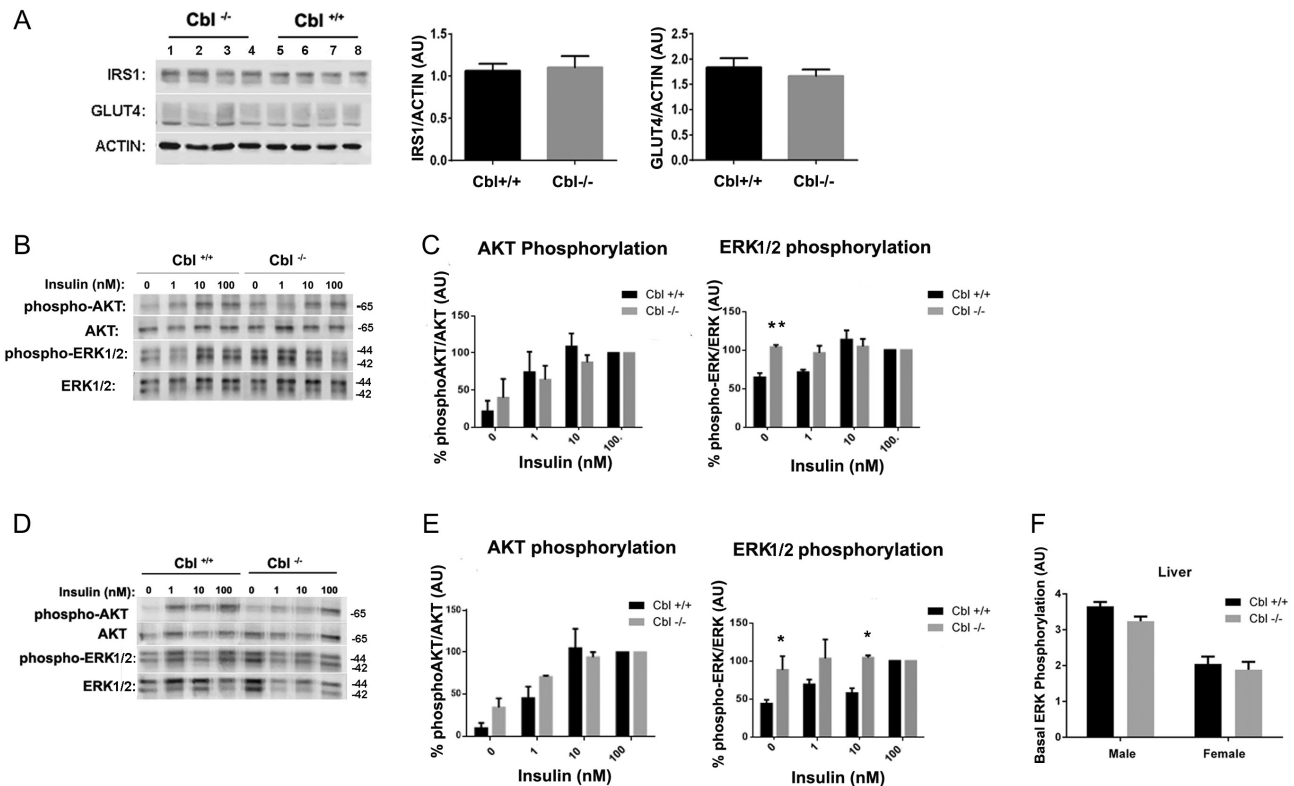 A
Cbl -/- Cbl +/+
1 2 3 4 5 6 7 8
IRS1:
GLUT4:
ACTIN:
IRS1/ACTIN (AU)
1.5
1.0
0.5
0.0
Cbl+/+ Cbl-/-
GLUT4/ACTIN (AU)
2.5
2.0
1.5
1.0
0.5
0.0
Cbl+/+ Cbl-/-
B
Cbl +/+ Cbl -/-
Insulin (nM): 0 1 10 100 0 1 10 100
phospho-AKT: -65
AKT: -65
phospho-ERK1/2: -44
-42
ERK1/2: -44
-42
C
AKT Phosphorylation
Cbl +/+
Cbl -/-
% phosphoAKT/AKT (AU)
150
100
50
0
0 1 10 100.
Insulin (nM)
ERK1/2 phosphorylation
Cbl +/+
Cbl -/-
% phospho-ERK/ERK (AU)
150
100
50
0
**
0 1 10 100.
Insulin (nM)
D
Cbl +/+ Cbl -/-
Insulin (nM): 0 1 10 100 0 1 10 100
phospho-AKT -65
AKT -65
phospho-ERK1/2: -44
-42
ERK1/2: -44
-42
E
AKT phosphorylation
Cbl +/+
Cbl -/-
% phosphoAKT/AKT (AU)
150
100
50
0
0 1 10 100
Insulin (nM)
ERK1/2 phosphorylation
Cbl +/+
Cbl -/-
% phospho-ERK/ERK (AU)
150
100
50
0
* *
0 1 10 100
Insulin (nM)
F
Liver
Cbl +/+
Cbl -/-
Basal ERK Phosphorylation (AU)
4
2
0
Male Female